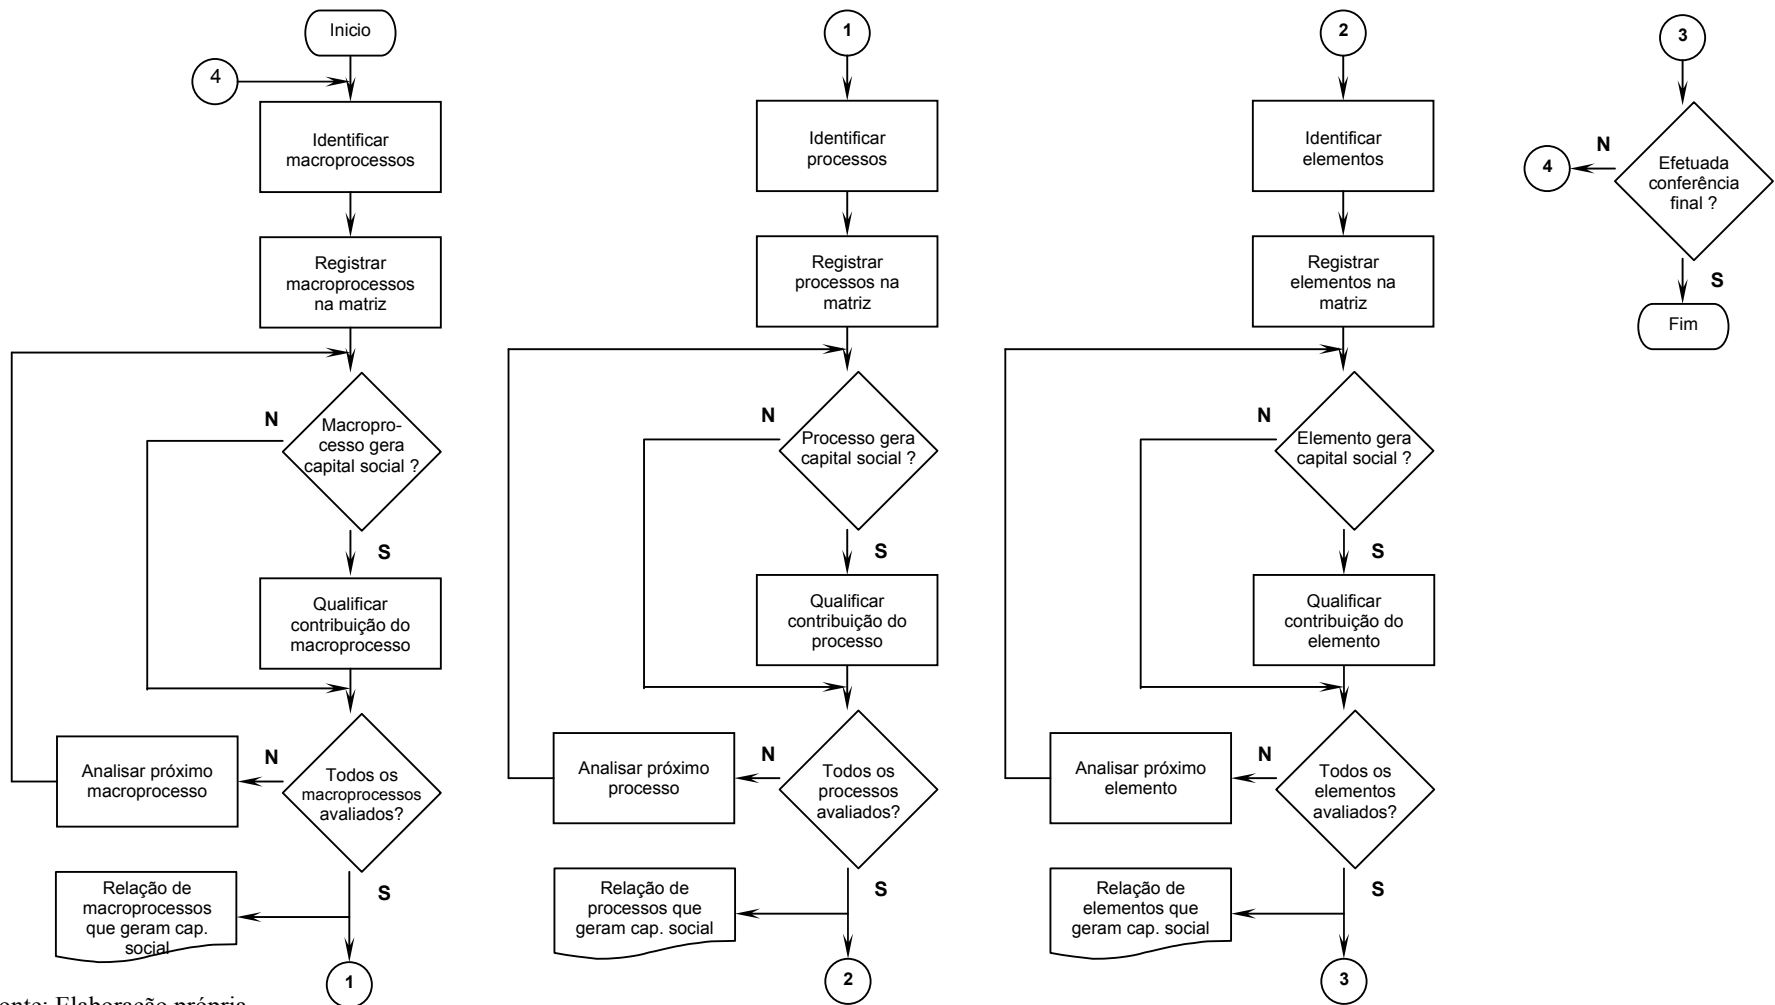 Inicio
4
Identificar
macroprocessos
Registrar
macroprocessos
na matriz
N
Macropro-
cesso gera
capital social ?
S
Qualificar
contribuição do
macroprocesso
Analisar próximo
macroprocesso
N
Todos os
macroprocessos
avaliados?
S
Relação de
macroprocessos
que geram cap.
social
1
1
Identificar
processos
Registrar
processos na
matriz
N
Processo gera
capital social ?
S
Qualificar
contribuição do
processo
Analisar próximo
processo
N
Todos os
processos
avaliados?
S
Relação de
processos que
geram cap. social
2
2
Identificar
elementos
Registrar
elementos na
matriz
N
Elemento gera
capital social ?
S
Qualificar
contribuição do
elemento
Analisar próximo
elemento
N
Todos os
elementos
avaliados?
S
Relação de
elementos que
geram cap. social
3
3
N
4
Efetuada
conferência
final ?
S
Fim
onte: Elaboração própria